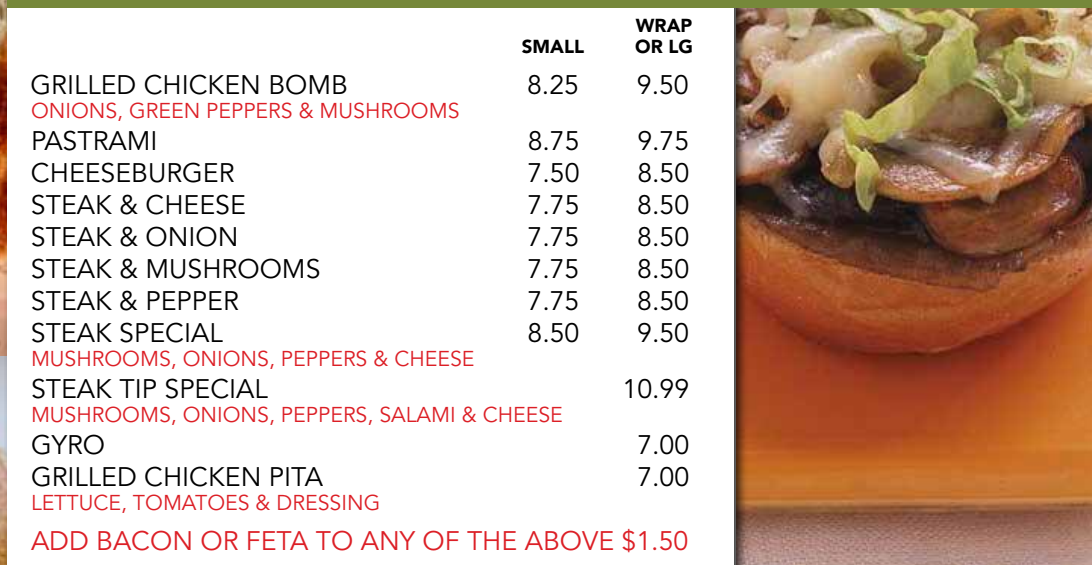 SMALL WRAP OR LG
GRILLED CHICKEN BOMB 8.25 9.50
ONIONS, GREEN PEPPERS & MUSHROOMS
PASTRAMI 8.75 9.75
CHEESEBURGER 7.50 8.50
STEAK & CHEESE 7.75 8.50
STEAK & ONION 7.75 8.50
STEAK & MUSHROOMS 7.75 8.50
STEAK & PEPPER 7.75 8.50
STEAK SPECIAL 8.50 9.50
MUSHROOMS, ONIONS, PEPPERS & CHEESE
STEAK TIP SPECIAL 10.99
MUSHROOMS, ONIONS, PEPPERS, SALAMI & CHEESE
GYRO 7.00
GRILLED CHICKEN PITA 7.00
LETTUCE, TOMATOES & DRESSING
ADD BACON OR FETA TO ANY OF THE ABOVE $1.50